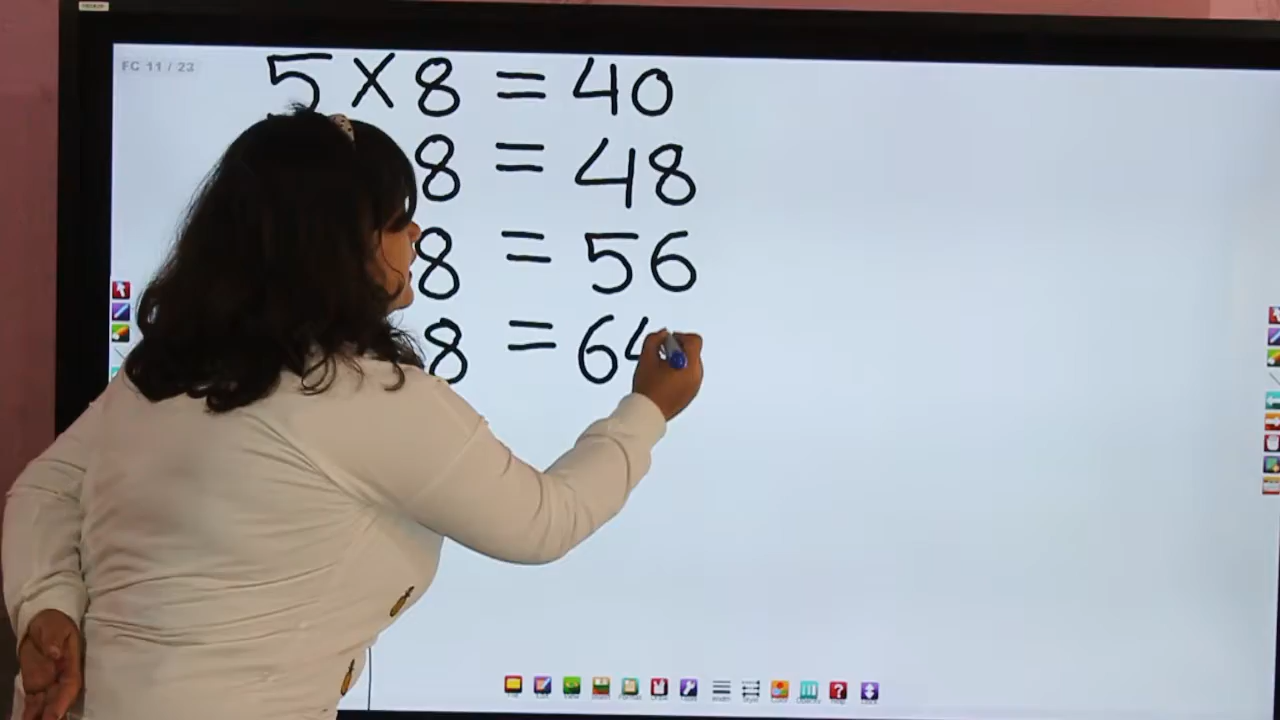 FC 11 / 23
5 × 8 = 40
8 = 48
8 = 56
8 = 64